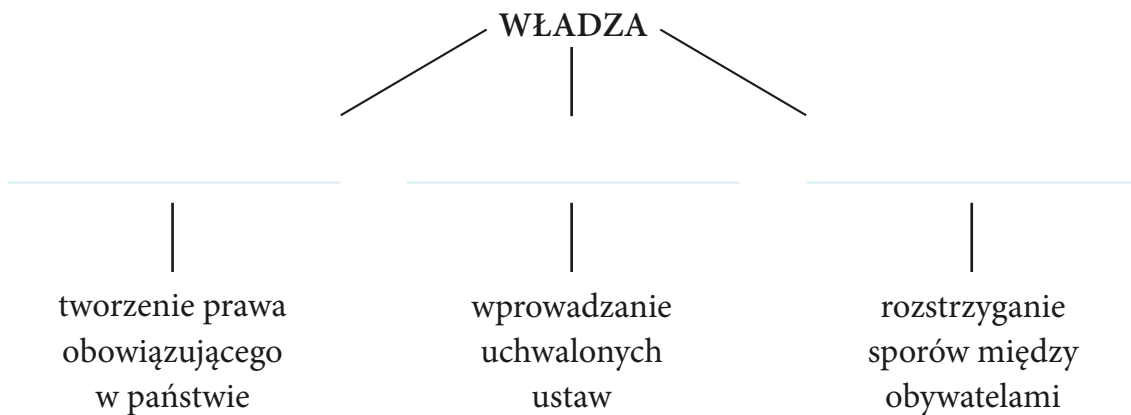 WŁADZA
tworzenie prawa
obowiązującego
w państwie
wprowadzanie
uchwalonych
ustaw
rozstrzyganie
sporów między
obywatelami